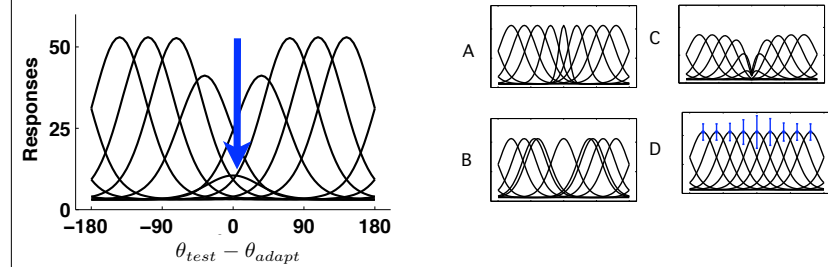 50
25
0
Responses
−180
−90
0
90
180
θ_test − θ_adapt
A
B
C
D